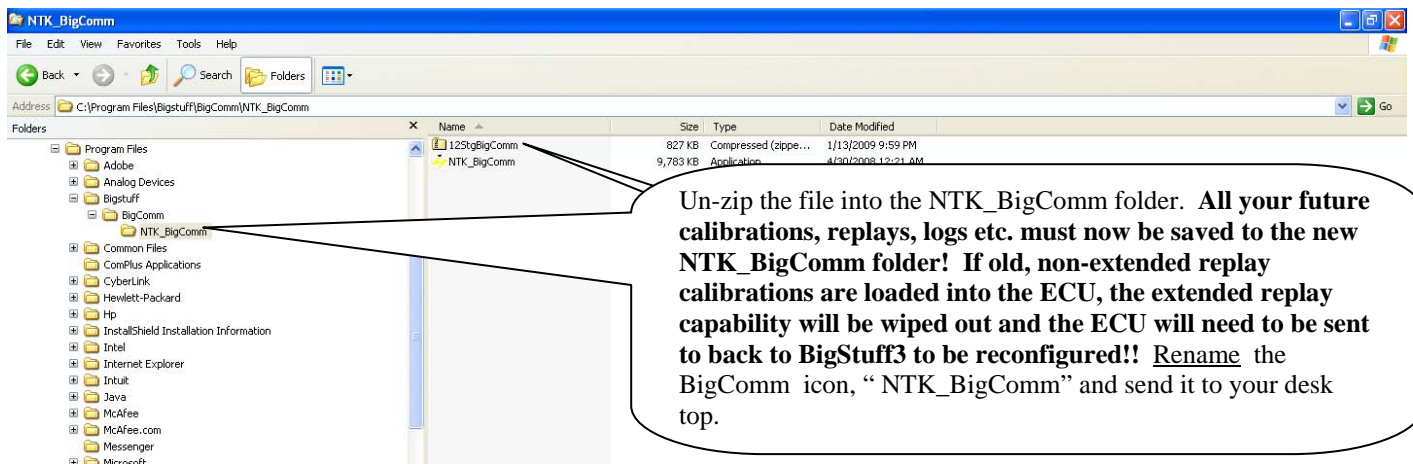 NTK_BigComm
File Edit View Favorites Tools Help
Back Search Folders
Address C:\Program Files\Bigstuff\BigComm\NTK_BigComm Go
Folders Name Size Type Date Modified
Program Files
Adobe
Analog Devices
Bigstuff
BigComm
NTK_BigComm
Common Files
ComPlus Applications
CyberLink
Hewlett-Packard
Hp
InstallShield Installation Information
Intel
Internet Explorer
Intuit
Java
McAfee
McAfee.com
Messenger
Microsoft
12StgBigComm 827 KB Compressed (zippe... 1/13/2009 9:59 PM
NTK_BigComm 9,783 KB Application 4/30/2008 12:21 AM
Un-zip the file into the NTK_BigComm folder. All your future
calibrations, replays, logs etc. must now be saved to the new
NTK_BigComm folder! If old, non-extended replay
calibrations are loaded into the ECU, the extended replay
capability will be wiped out and the ECU will need to be sent
to back to BigStuff3 to be reconfigured!! Rename the
BigComm icon, “ NTK_BigComm” and send it to your desk
top.